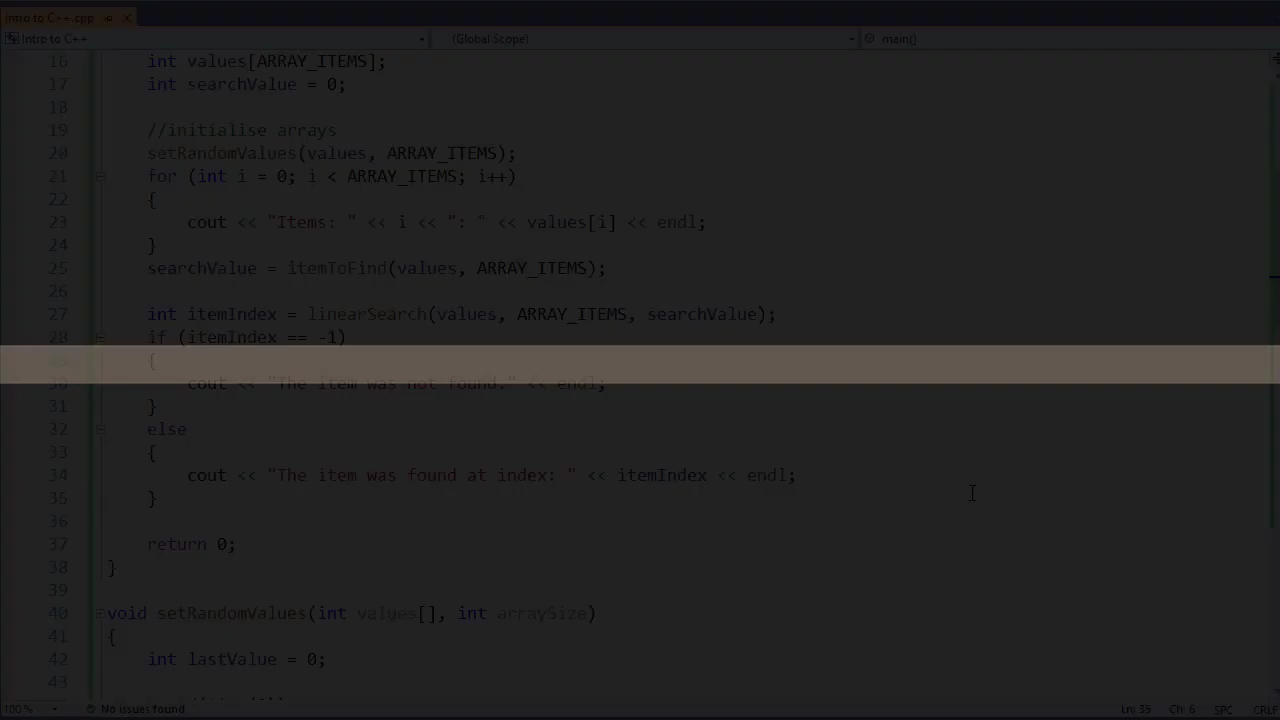 Intro to C++.cpp
Intro to C++ (Global Scope) main()
16 int values[ARRAY_ITEMS];
17 int searchValue = 0;
18
19 //initialise arrays
20 setRandomValues(values, ARRAY_ITEMS);
21 for (int i = 0; i < ARRAY_ITEMS; i++)
22 {
23 cout << "Items: " << i << ": " << values[i] << endl;
24 }
25 searchValue = itemToFind(values, ARRAY_ITEMS);
26
27 int itemIndex = linearSearch(values, ARRAY_ITEMS, searchValue);
28 if (itemIndex == -1)
{
30 cout << "The item was not found." << endl;
31 }
32 else
33 {
34 cout << "The item was found at index: " << itemIndex << endl;
35 }
36
37 return 0;
38 }
39
40 void setRandomValues(int values[], int arraySize)
41 {
42 int lastValue = 0;
43
100 % No issues found Ln: 35 Ch: 6 SPC CRLF